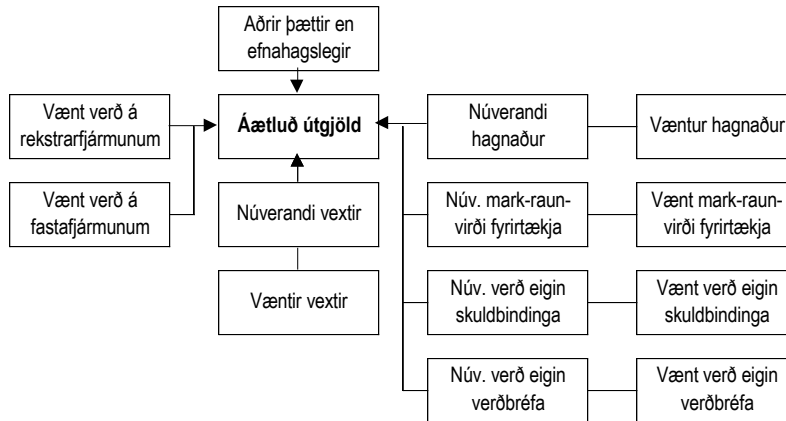 Aðrir þættir en
efnahagslegir
Vænt verð á
rekstrarfjármunum
Áætluð útgjöld
Núverandi
hagnaður
Væntur hagnaður
Vænt verð á
fastafjármunum
Núverandi vextir
Núv. mark-raun-
virði fyrirtækja
Vænt mark-raun-
virði fyrirtækja
Væntir vextir
Núv. verð eigin
skuldbindinga
Vænt verð eigin
skuldbindinga
Núv. verð eigin
verðbréfa
Vænt verð eigin
verðbréfa